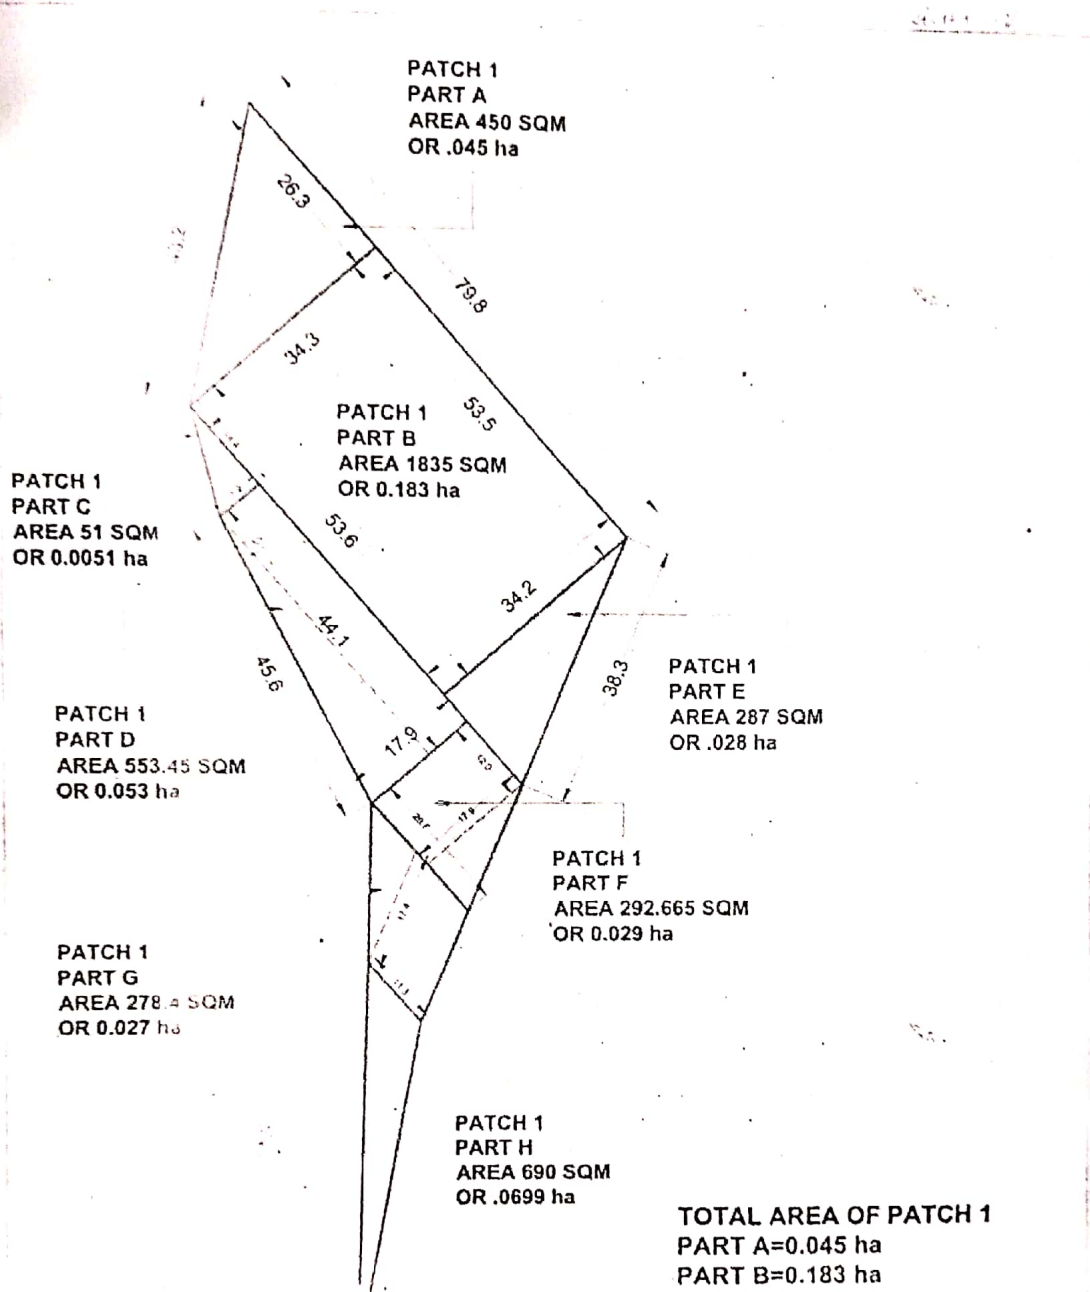 PATCH 1
PART A
AREA 450 SQM
OR .045 ha
26.3
79.8
34.3
53.5
PATCH 1
PART B
AREA 1835 SQM
OR 0.183 ha
PATCH 1
PART C
AREA 51 SQM
OR 0.0051 ha
53.6
44.1
34.2
45.6
38.3
PATCH 1
PART E
AREA 287 SQM
OR .028 ha
PATCH 1
PART D
AREA 553.45 SQM
OR 0.053 ha
17.9
17.9
PATCH 1
PART F
AREA 292.665 SQM
OR 0.029 ha
PATCH 1
PART G
AREA 278.4 SQM
OR 0.027 ha
PATCH 1
PART H
AREA 690 SQM
OR .0699 ha
TOTAL AREA OF PATCH 1
PART A=0.045 ha
PART B=0.183 ha